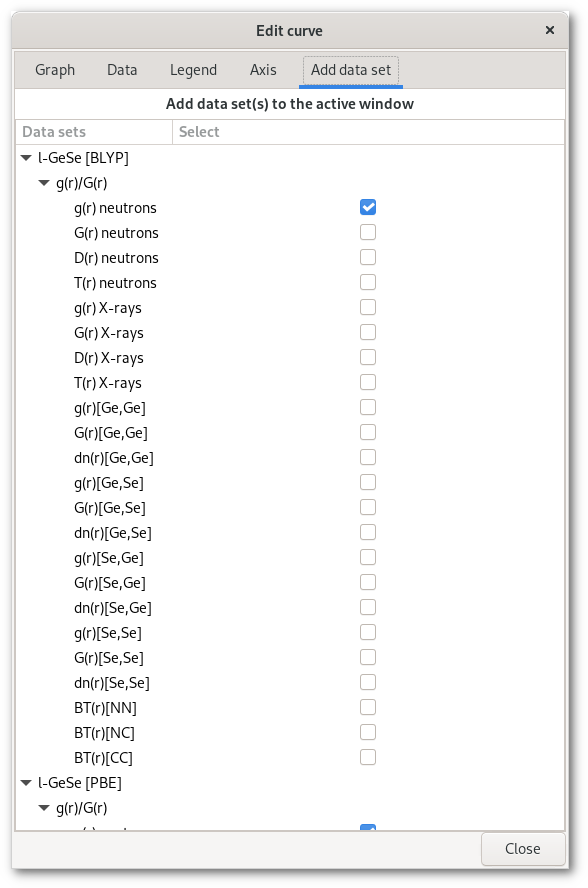 Edit curve
Graph Data Legend Axis Add data set
Add data set(s) to the active window
Data sets Select
l-GeSe [BLYP]
g(r)/G(r)
g(r) neutrons
G(r) neutrons
D(r) neutrons
T(r) neutrons
g(r) X-rays
G(r) X-rays
D(r) X-rays
T(r) X-rays
g(r)[Ge,Ge]
G(r)[Ge,Ge]
dn(r)[Ge,Ge]
g(r)[Ge,Se]
G(r)[Ge,Se]
dn(r)[Ge,Se]
g(r)[Se,Ge]
G(r)[Se,Ge]
dn(r)[Se,Ge]
g(r)[Se,Se]
G(r)[Se,Se]
dn(r)[Se,Se]
BT(r)[NN]
BT(r)[NC]
BT(r)[CC]
l-GeSe [PBE]
g(r)/G(r)
Close